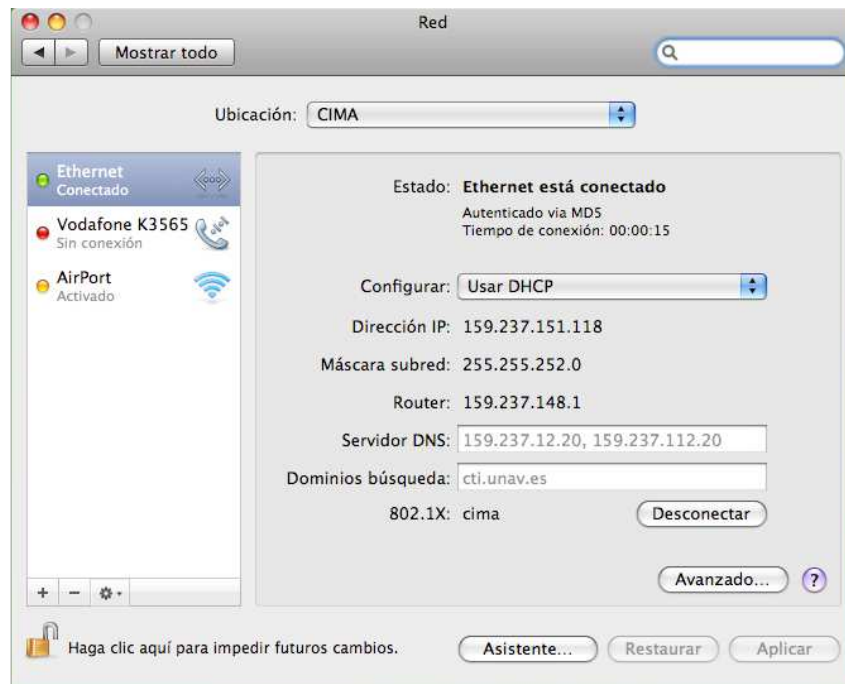 Red
Mostrar todo
Ubicación: CIMA
Ethernet
Conectado
Vodafone K3565
Sin conexión
AirPort
Activado
Estado: Ethernet está conectado
Autenticado via MD5
Tiempo de conexión: 00:00:15
Configurar: Usar DHCP
Dirección IP: 159.237.151.118
Máscara subred: 255.255.252.0
Router: 159.237.148.1
Servidor DNS: 159.237.12.20, 159.237.112.20
Dominios búsqueda: cti.unav.es
802.1X: cima Desconectar
Avanzado... ?
+ −
Haga clic aquí para impedir futuros cambios. Asistente... Restaurar Aplicar